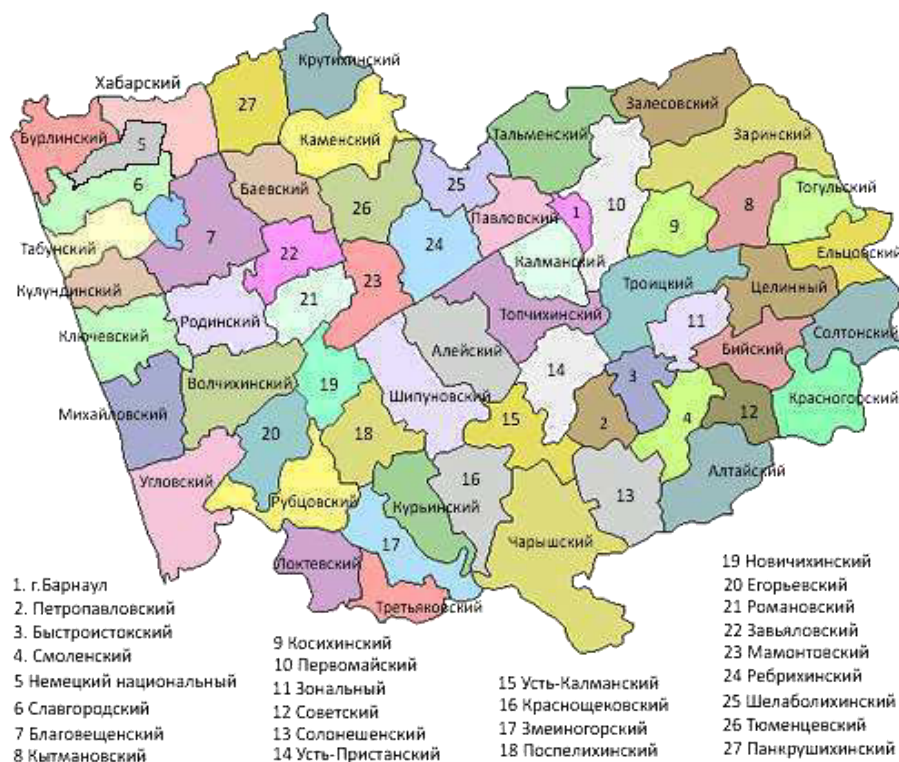 Крутихинский
Хабарский
27
Залесовский
Бурлинский
5
Каменский
Тальменский
Заринский
6
Баевский
25
Тогульский
26
Павловский
1
10
9
8
Табунский
7
22
24
Калманский
Ельцовский
Кулундинский
23
Троицкий
Целинный
21
Топчихинский
11
Ключевский
Родинский
Солтонский
Алейский
Бийский
14
Волчихинский
19
3
Михайловский
Шипуновский
Красногорский
15
2
4
12
20
18
Угловский
16
Алтайский
Рубцовский
Курьинский
13
17
Чарышский
Локтевский
Третьяковский
1. г.Барнаул
2. Петропавловский
3. Быстроистокский
4. Смоленский
5 Немецкий национальный
6 Славгородский
7 Благовещенский
8 Кытмановский
9 Косихинский
10 Первомайский
11 Зональный
12 Советский
13 Солонешенский
14 Усть-Пристанский
15 Усть-Калманский
16 Краснощековский
17 Змеиногорский
18 Поспелихинский
19 Новичихинский
20 Егорьевский
21 Романовский
22 Завьяловский
23 Мамонтовский
24 Ребрихинский
25 Шелаболихинский
26 Тюменцевский
27 Панкрушихинский